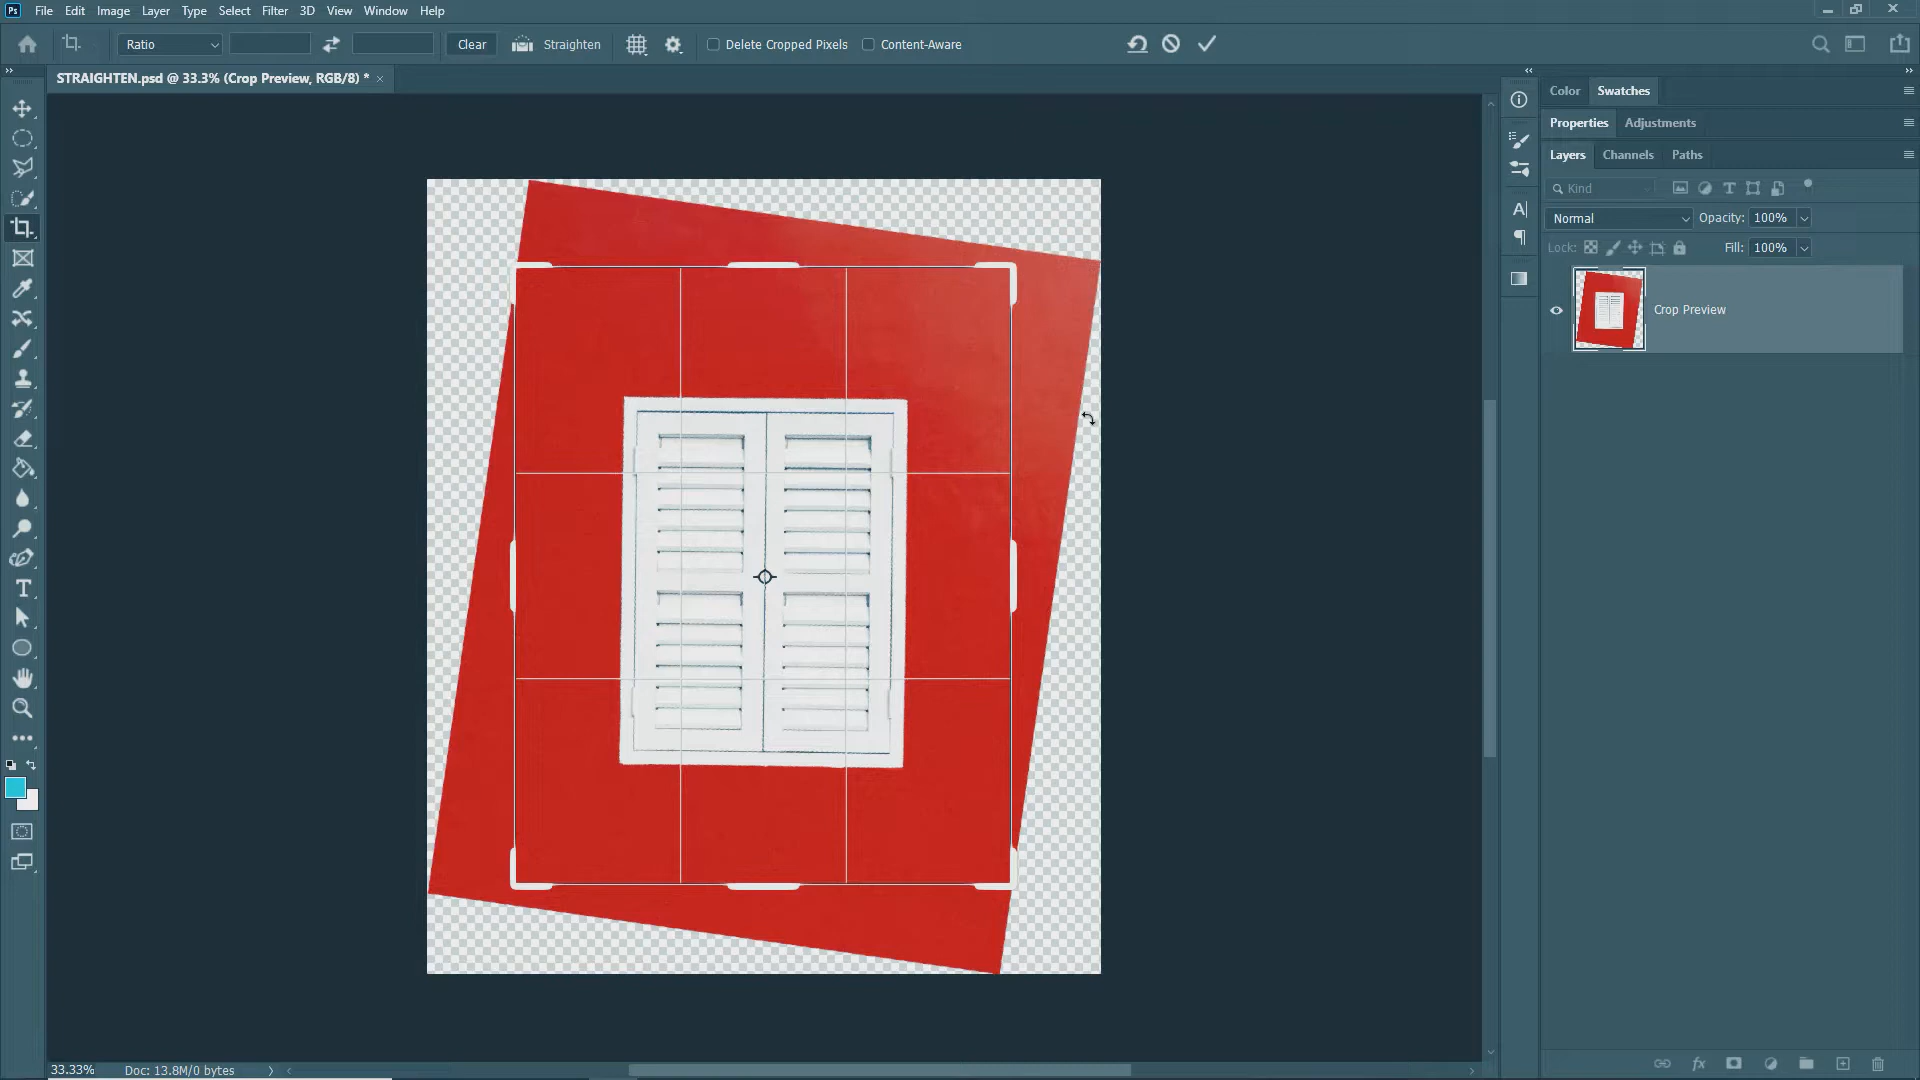 Ps File Edit Image Layer Type Select Filter 3D View Window Help
Ratio Clear Straighten Delete Cropped Pixels Content-Aware
STRAIGHTEN.psd @ 33.3% (Crop Preview, RGB/8) * ×
Color Swatches
Properties Adjustments
Layers Channels Paths
Kind
Normal Opacity: 100%
Lock: Fill: 100%
Crop Preview
33.33% Doc: 13.8M/0 bytes